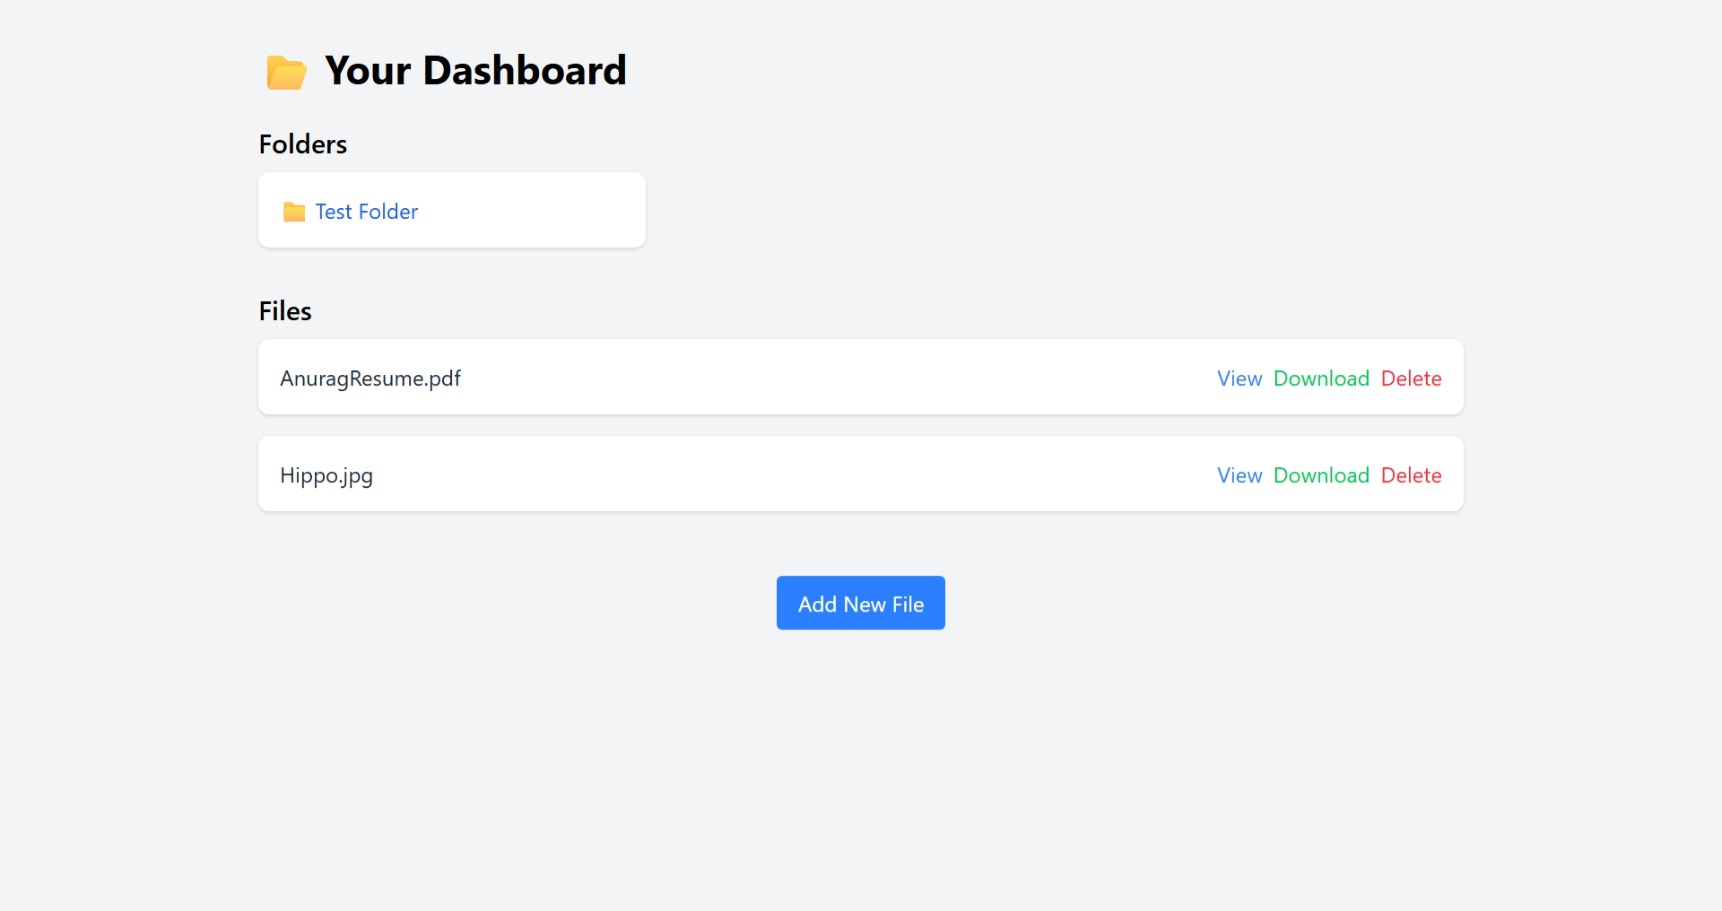 Your Dashboard
Folders
Test Folder
Files
AnuragResume.pdf View Download Delete
Hippo.jpg View Download Delete
Add New File